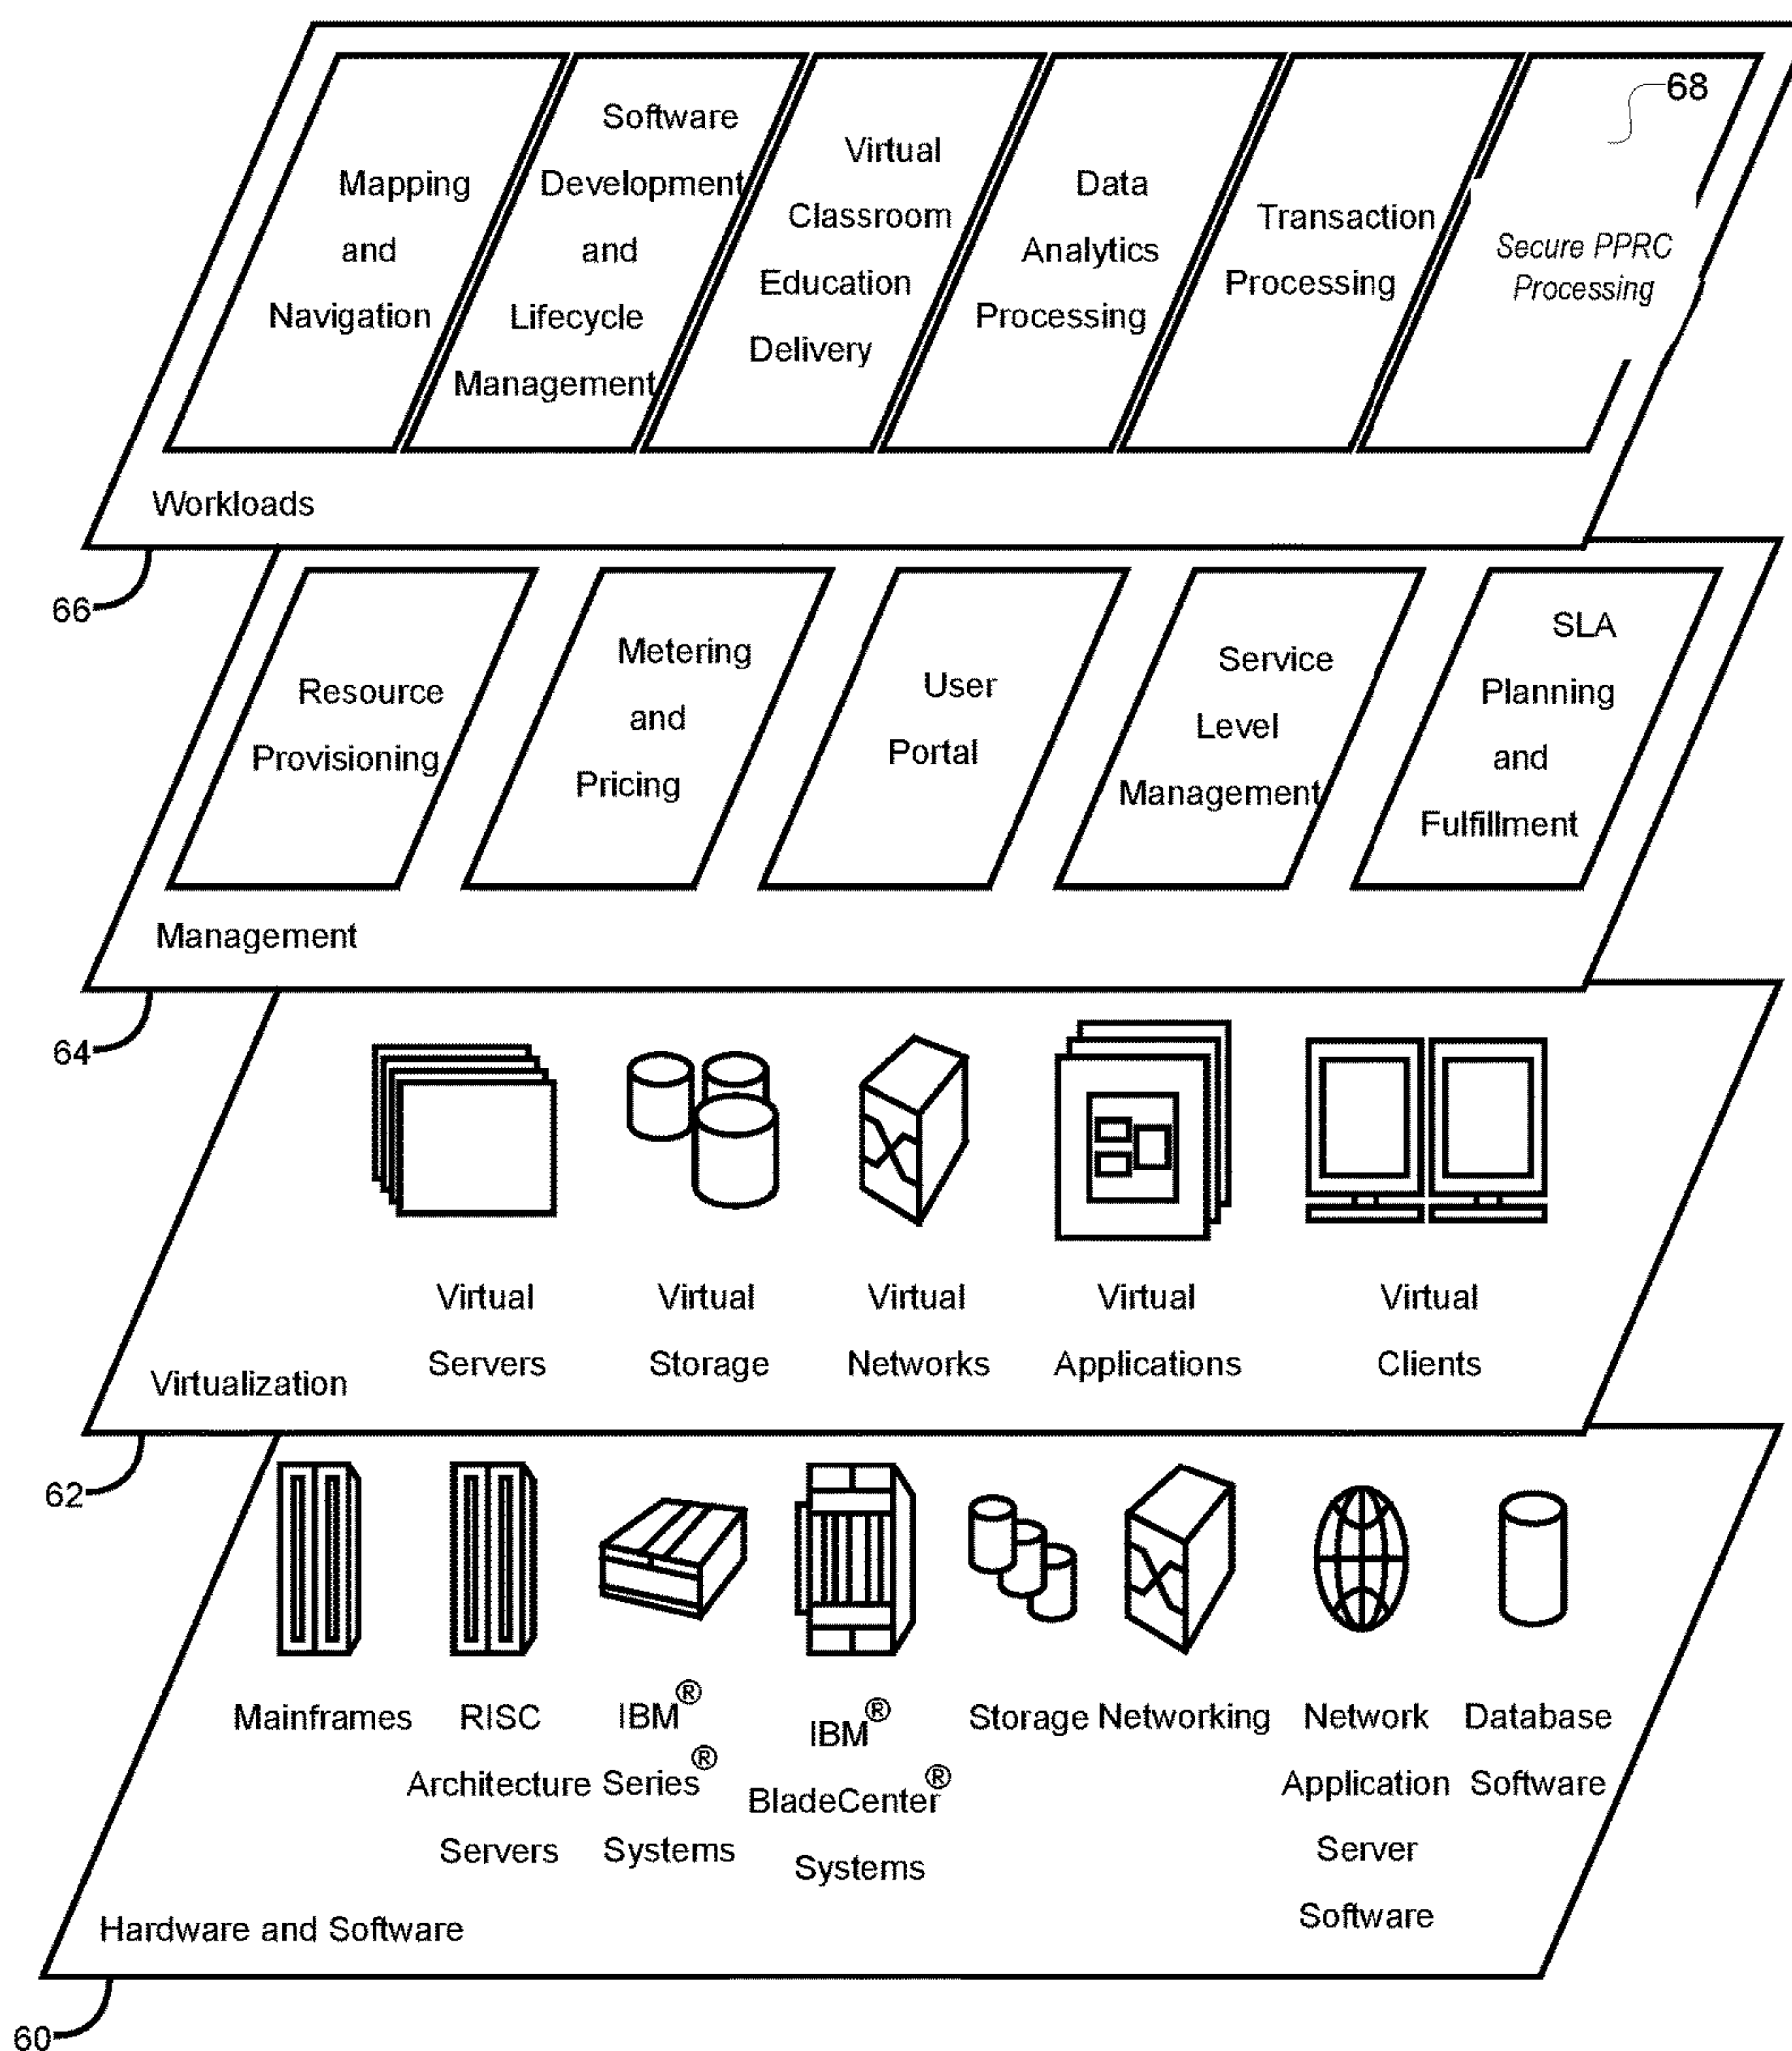 68
Mapping
and
Navigation
Software
Development
and
Lifecycle
Management
Virtual
Classroom
Education
Delivery
Data
Analytics
Processing
Transaction
Processing
Secure PPRC
Processing
Workloads
66
Resource
Provisioning
Metering
and
Pricing
User
Portal
Service
Level
Management
SLA
Planning
and
Fulfillment
Management
64
Virtual
Servers
Virtual
Storage
Virtual
Networks
Virtual
Applications
Virtual
Clients
Virtualization
62
Mainframes
RISC
Architecture
Servers
IBM®
Series®
Systems
IBM®
BladeCenter®
Systems
Storage
Networking
Network
Application
Server
Software
Database
Software
Hardware and Software
60